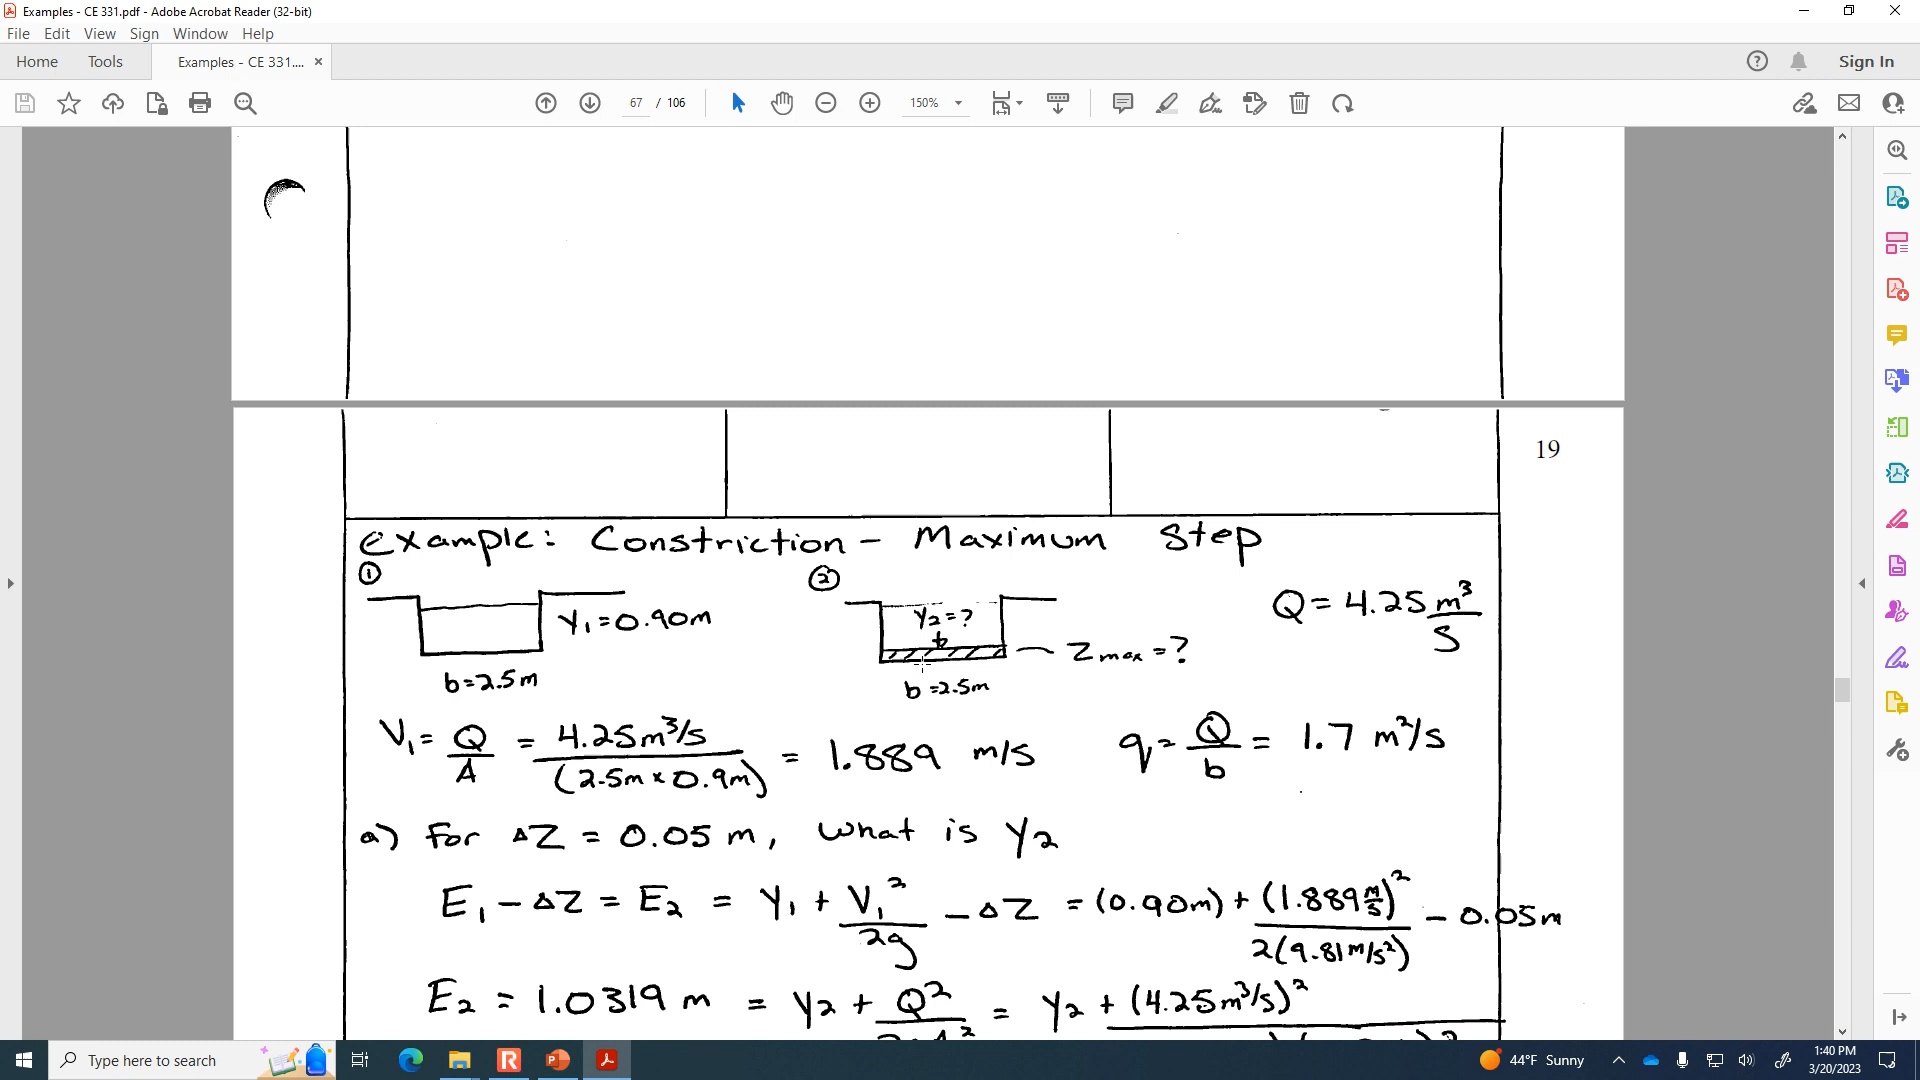 Examples - CE 331.pdf - Adobe Acrobat Reader (32-bit)
File Edit View Sign Window Help
Home Tools Examples - CE 331.... × Sign In
67 / 106 150%
19
Example: Constriction - Maximum Step
① ②
Y₁=0.90m Y₂=? Q= 4.25 m³/s
+
Z max =?
b=2.5m b=2.5m
V₁= Q/A = 4.25m³/s / (2.5m x 0.9m) = 1.889 m/s q= Q/b = 1.7 m²/s
a) For ΔZ = 0.05 m, what is Y₂
E₁ - ΔZ = E₂ = Y₁ + V₁²/2g - ΔZ = (0.90m) + (1.889 m/s)²/2(9.81m/s²) - 0.05m
E₂ = 1.0319 m = Y₂ + Q² = Y₂ + (4.25m³/s)²
Type here to search 44°F Sunny 1:40 PM
3/20/2023